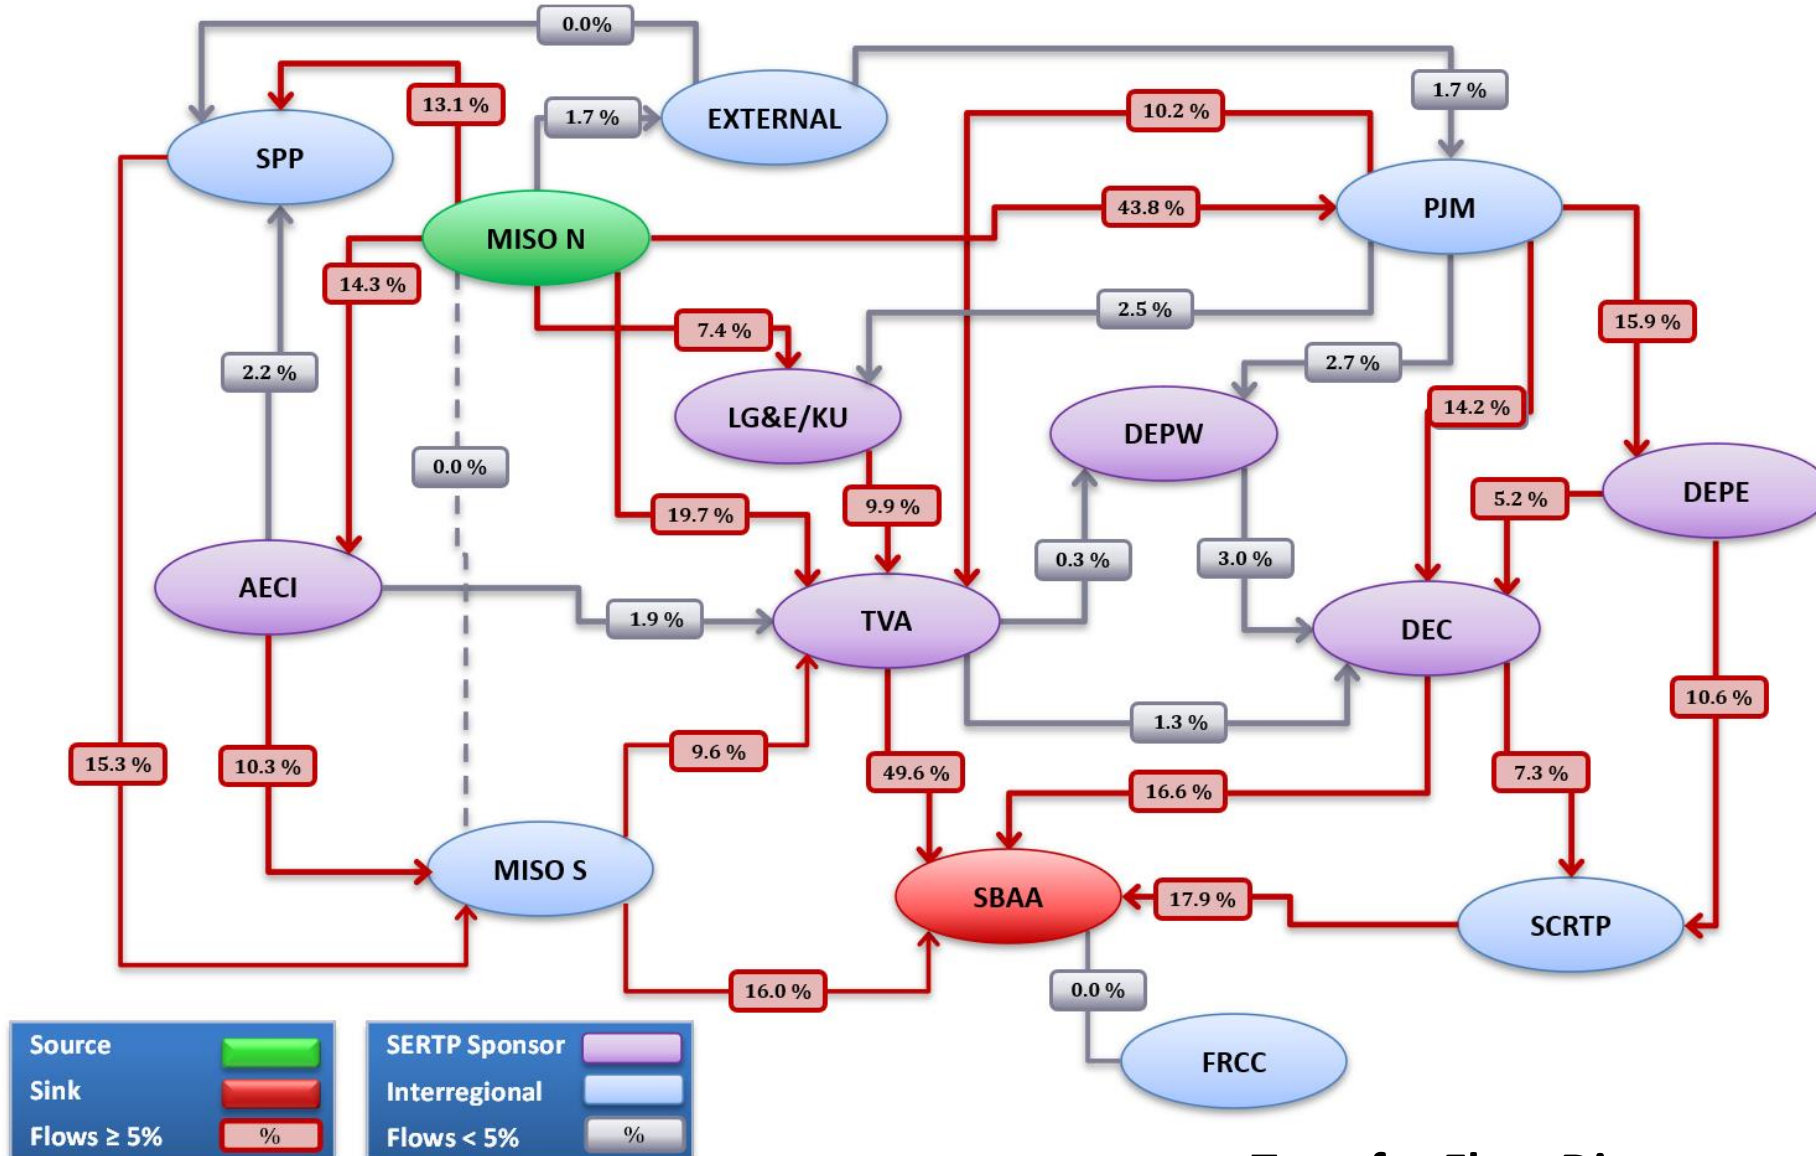 0.0%
13.1 %
1.7 %
EXTERNAL
1.7 %
10.2 %
SPP
MISO N
43.8 %
PJM
14.3 %
7.4 %
2.5 %
15.9 %
2.2 %
2.7 %
LG&E/KU
DEPW
14.2 %
0.0 %
9.9 %
19.7 %
5.2 %
DEPE
0.3 %
3.0 %
AECI
1.9 %
TVA
DEC
10.6 %
1.3 %
15.3 %
10.3 %
9.6 %
49.6 %
16.6 %
7.3 %
MISO S
SBAA
17.9 %
SCRTP
16.0 %
0.0 %
FRCC
Source
Sink
Flows ≥ 5% %
SERTP Sponsor
Interregional
Flows < 5% %